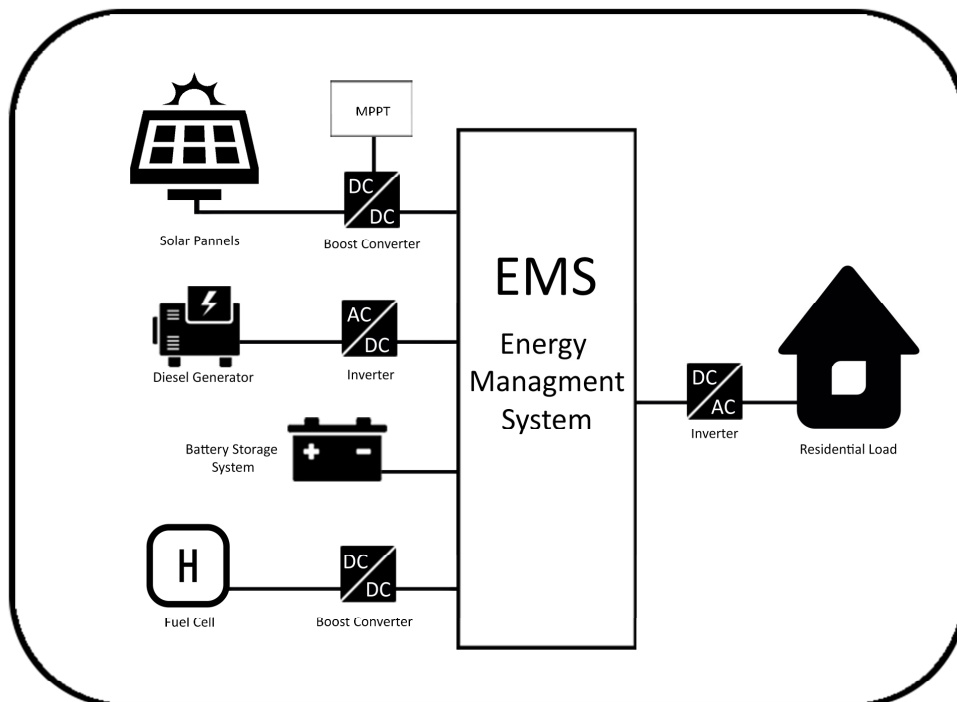 MPPT
DC
DC
Solar Pannels
Boost Converter
EMS
Energy
Managment
System
AC
DC
Diesel Generator
Inverter
DC
AC
Inverter
Residential Load
Battery Storage
System
+ -
H
DC
DC
Fuel Cell
Boost Converter